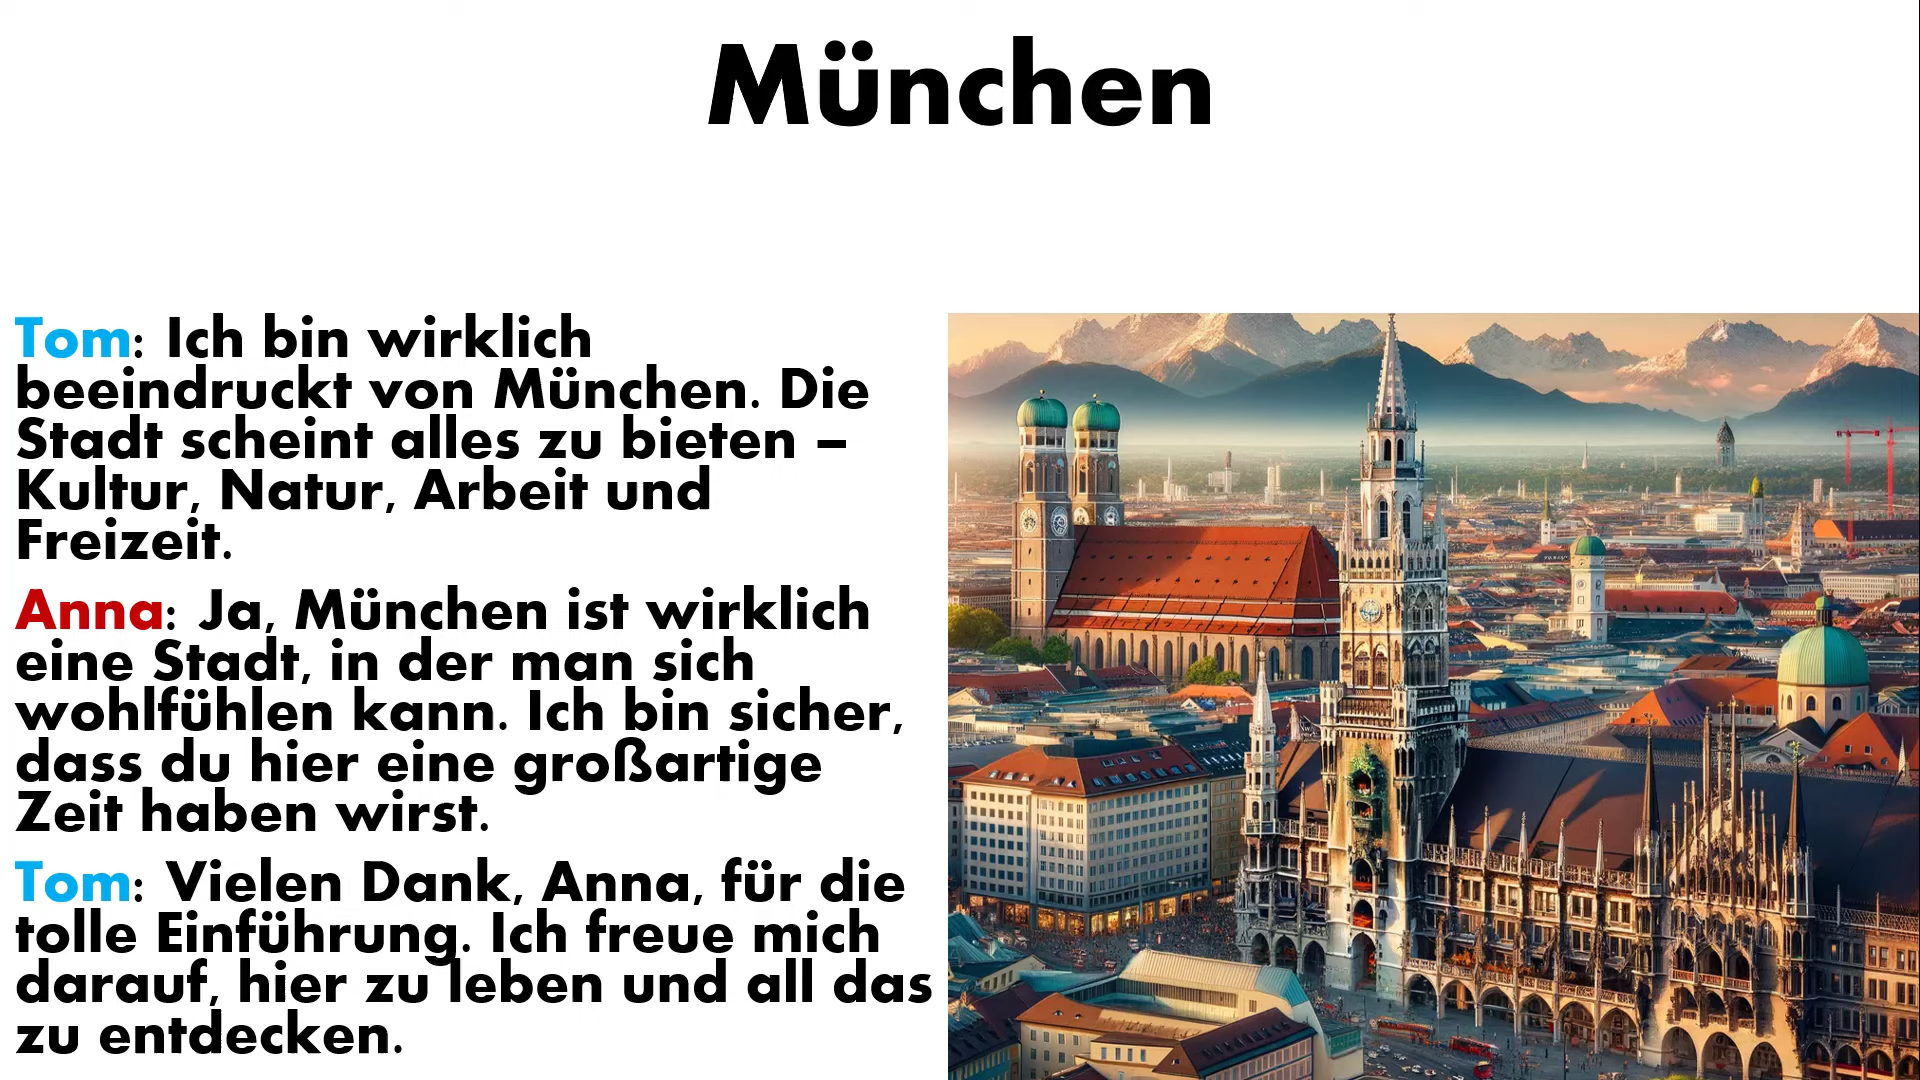 München
Tom: Ich bin wirklich
beeindruckt von München. Die
Stadt scheint alles zu bieten –
Kultur, Natur, Arbeit und
Freizeit.
Anna: Ja, München ist wirklich
eine Stadt, in der man sich
wohlfühlen kann. Ich bin sicher,
dass du hier eine großartige
Zeit haben wirst.
Tom: Vielen Dank, Anna, für die
tolle Einführung. Ich freue mich
darauf, hier zu leben und all das
zu entdecken.